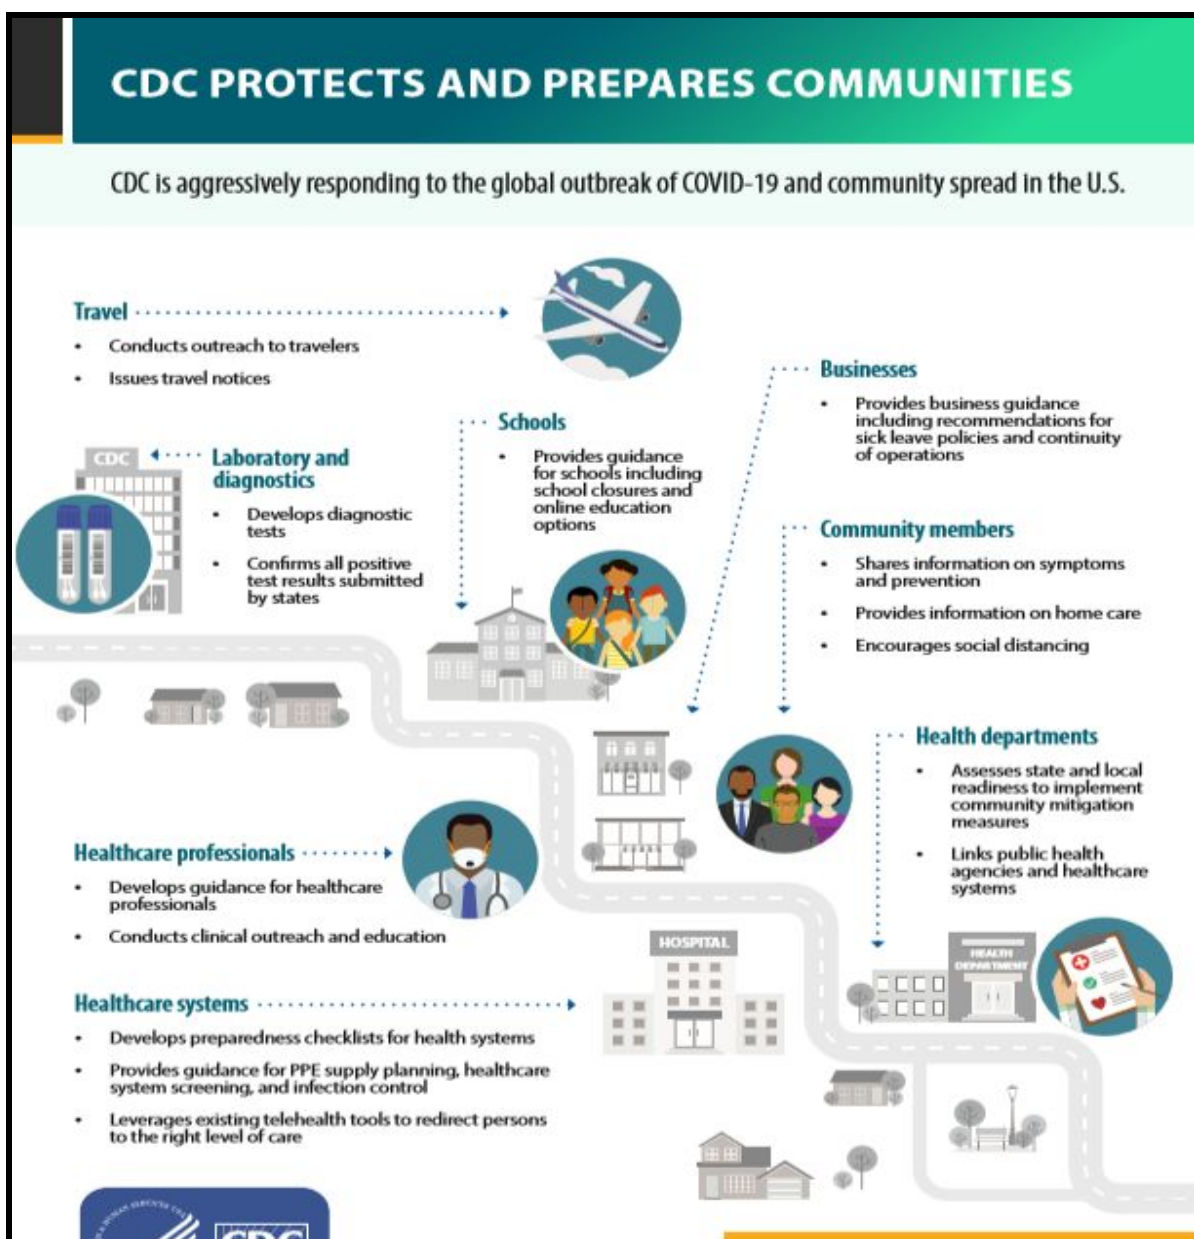 CDC PROTECTS AND PREPARES COMMUNITIES
CDC is aggressively responding to the global outbreak of COVID-19 and community spread in the U.S.
Travel
• Conducts outreach to travelers
• Issues travel notices
Businesses
• Provides business guidance
including recommendations for
sick leave policies and continuity
of operations
Schools
• Provides guidance
for schools including
school closures and
online education
options
CDC
Laboratory and
diagnostics
• Develops diagnostic
tests
• Confirms all positive
test results submitted
by states
Community members
• Shares information on symptoms
and prevention
• Provides information on home care
• Encourages social distancing
Health departments
• Assesses state and local
readiness to implement
community mitigation
measures
• Links public health
agencies and healthcare
systems
Healthcare professionals
• Develops guidance for healthcare
professionals
• Conducts clinical outreach and education
HOSPITAL
HEALTH
DEPARTMENT
Healthcare systems
• Develops preparedness checklists for health systems
• Provides guidance for PPE supply planning, healthcare
system screening, and infection control
• Leverages existing telehealth tools to redirect persons
to the right level of care
CDC